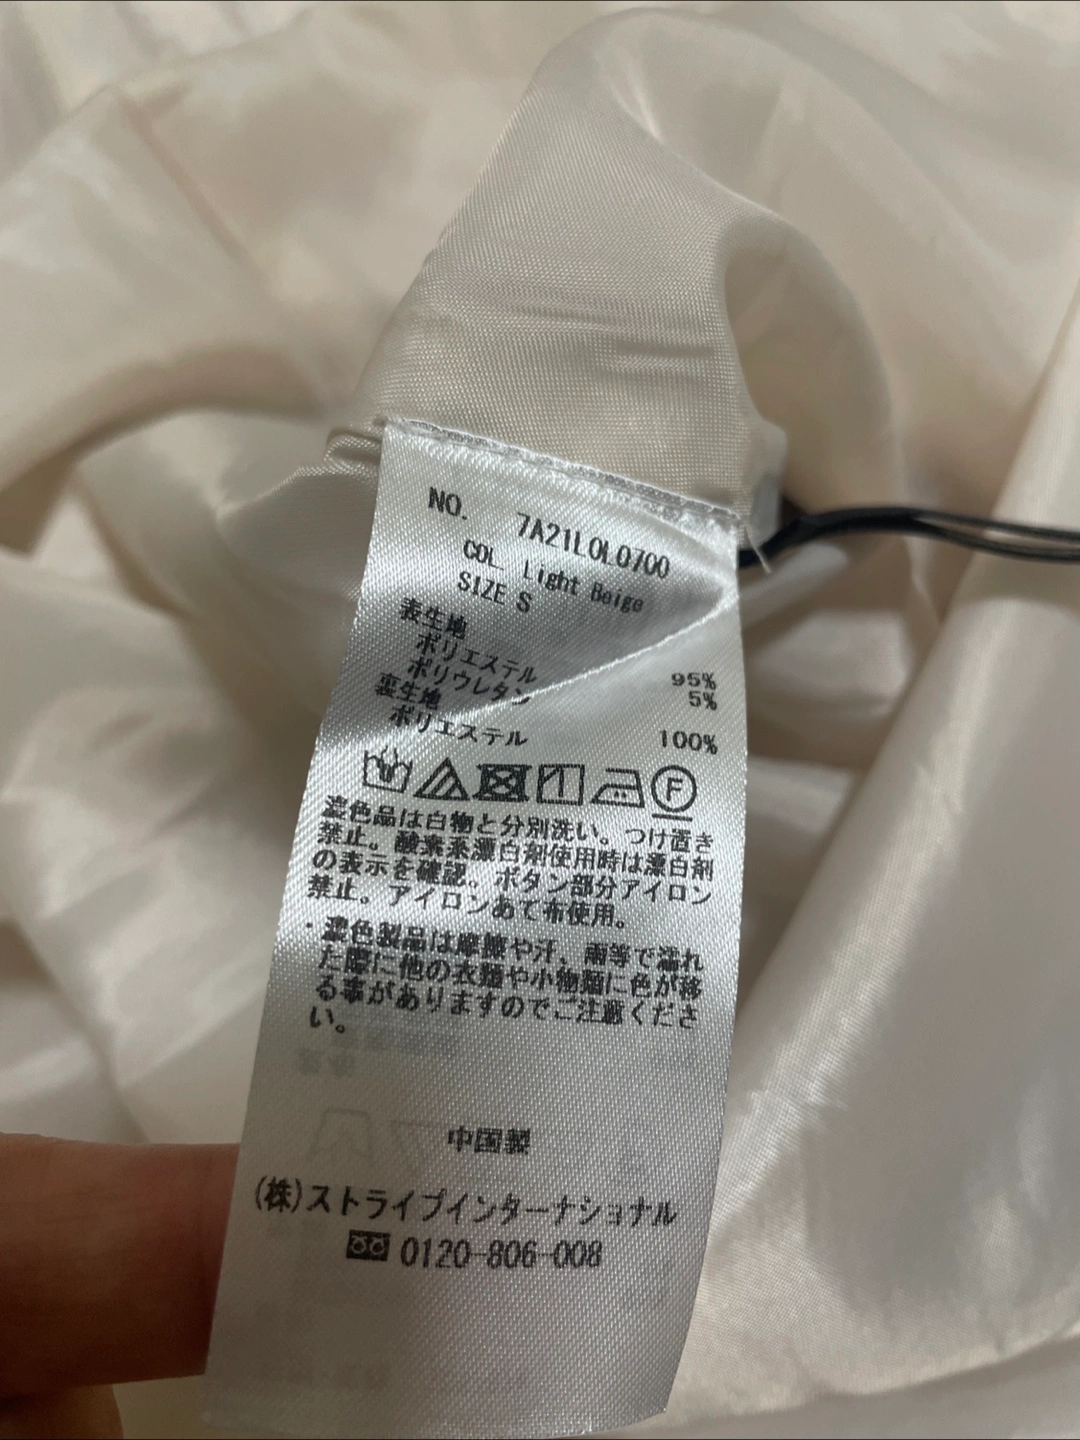 NO. 7A21L0L0700
COL Light Beige
SIZE S
表生地
ポリエステル 95%
ポリウレタン 5%
裏生地
ポリエステル 100%
F
濃色品は白物と分別洗い。つけ置き
禁止。酸素系漂白剤使用時は漂白剤
の表示を確認。ボタン部分アイロン
禁止。アイロンあて布使用。
・濃色製品は摩擦や汗、雨等で濡れ
た際に他の衣類や小物類に色が移
る事がありますのでご注意くださ
い。
中国製
(株)ストライプインターナショナル
0120-806-008